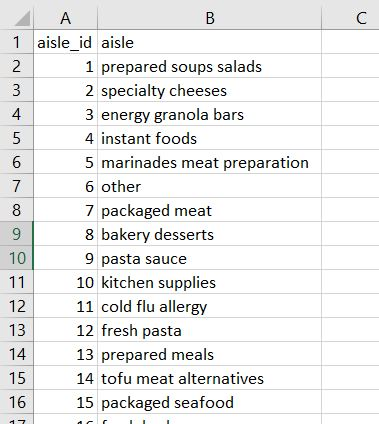 A B C
1 aisle_id aisle
2 1 prepared soups salads
3 2 specialty cheeses
4 3 energy granola bars
5 4 instant foods
6 5 marinades meat preparation
7 6 other
8 7 packaged meat
9 8 bakery desserts
10 9 pasta sauce
11 10 kitchen supplies
12 11 cold flu allergy
13 12 fresh pasta
14 13 prepared meals
15 14 tofu meat alternatives
16 15 packaged seafood
17 16